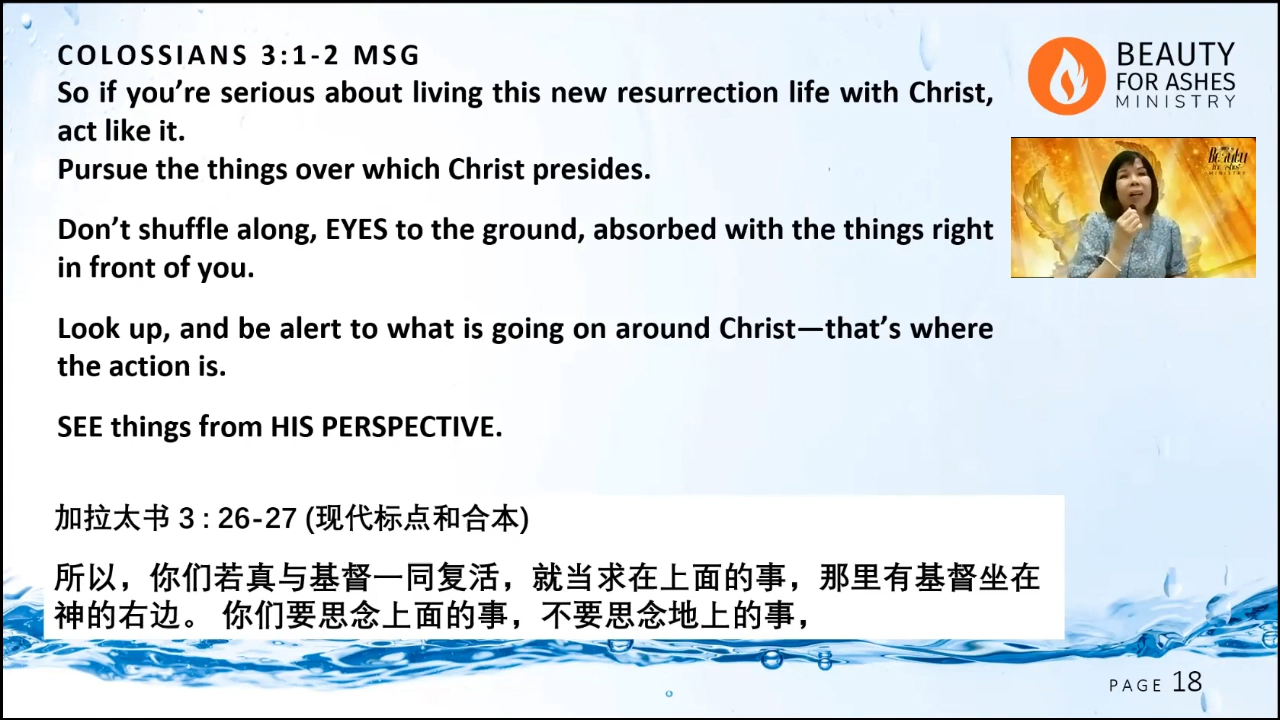 COLOSSIANS 3:1-2 MSG
So if you’re serious about living this new resurrection life with Christ,
act like it.
Pursue the things over which Christ presides.
Don’t shuffle along, EYES to the ground, absorbed with the things right
in front of you.
Look up, and be alert to what is going on around Christ—that’s where
the action is.
SEE things from HIS PERSPECTIVE.
加拉太书 3 : 26-27 (现代标点和合本)
所以，你们若真与基督一同复活，就当求在上面的事，那里有基督坐在
神的右边。 你们要思念上面的事，不要思念地上的事，
BEAUTY
FOR ASHES
MINISTRY
Beauty
FOR ASHES
MINISTRY
PAGE 18